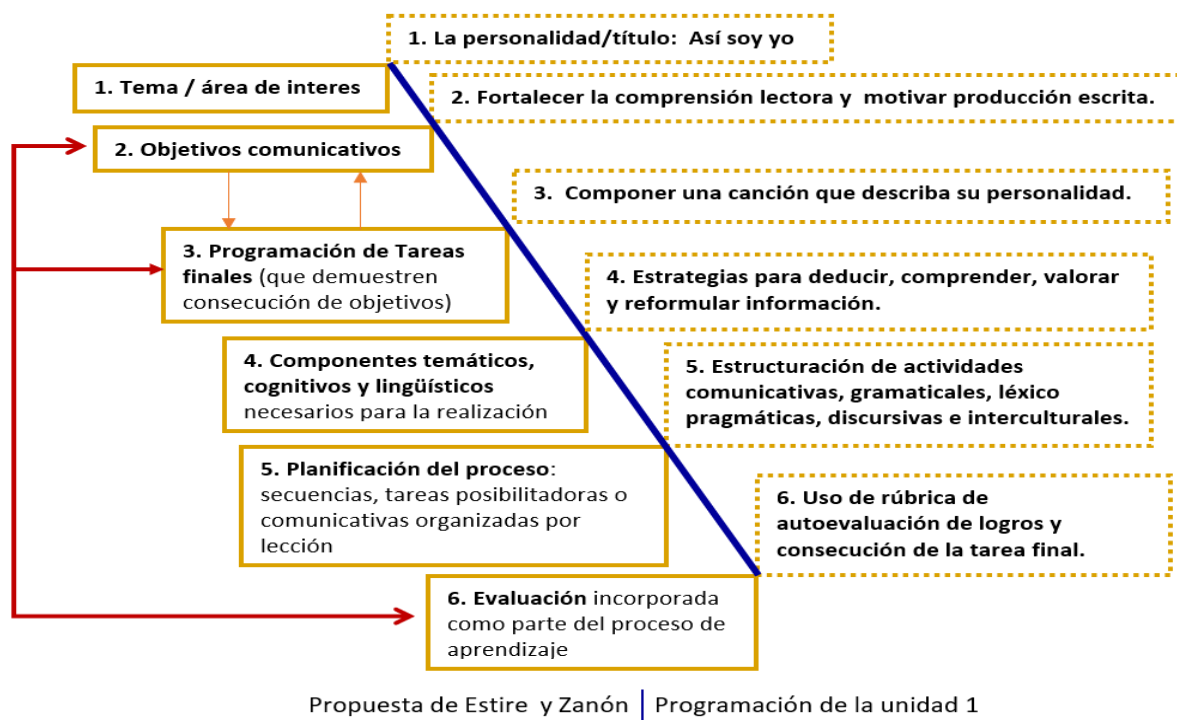 1. La personalidad/título:  Así soy yo
1. Tema / área de interes
2. Fortalecer la comprensión lectora y  motivar producción escrita.
2. Objetivos comunicativos
3.  Componer una canción que describa su personalidad.
3. Programación de Tareas
finales (que demuestren
consecución de objetivos)
4. Estrategias para deducir, comprender, valorar
y reformular información.
4. Componentes temáticos,
cognitivos y lingüísticos
necesarios para la realización
5. Estructuración de actividades
comunicativas, gramaticales, léxico
pragmáticas, discursivas e interculturales.
5. Planificación del proceso:
secuencias, tareas posibilitadoras o
comunicativas organizadas por
lección
6. Uso de rúbrica de
autoevaluación de logros y
consecución de la tarea final.
6. Evaluación incorporada
como parte del proceso de
aprendizaje
Propuesta de Estire  y Zanón
Programación de la unidad 1